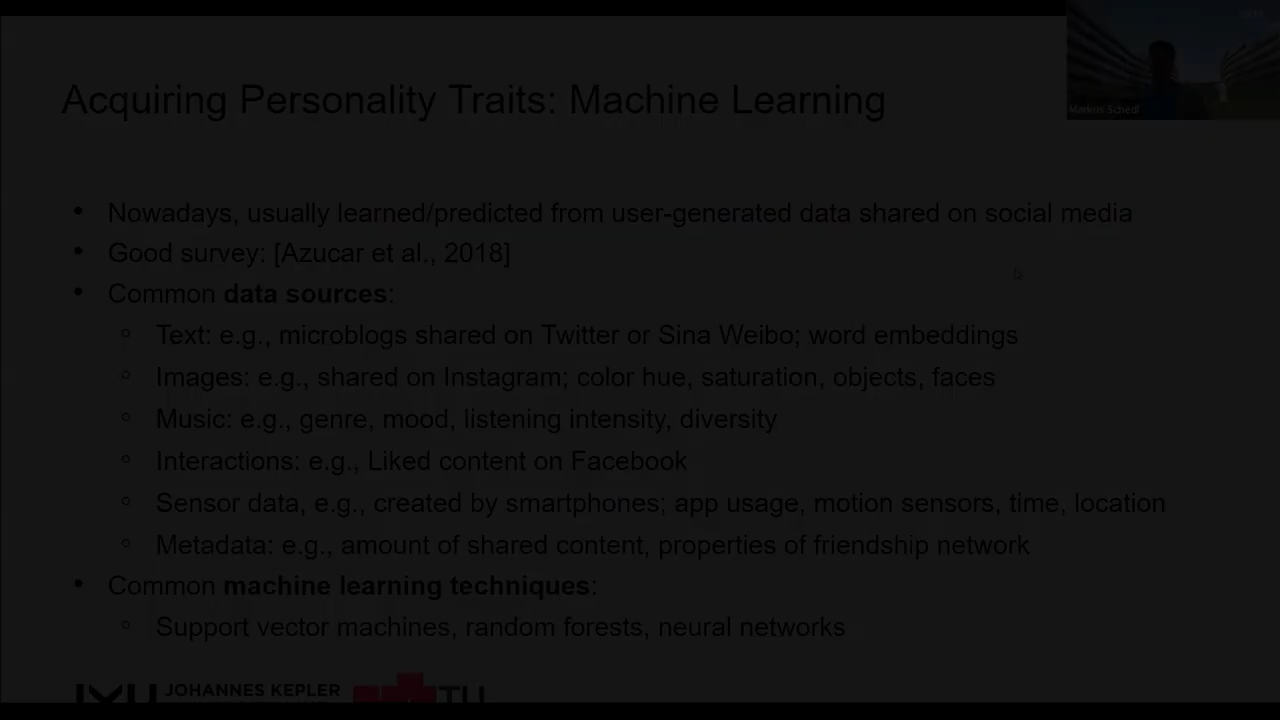 Acquiring Personality Traits: Machine Learning
Markus Schedl
• Nowadays, usually learned/predicted from user-generated data shared on social media
• Good survey: [Azucar et al., 2018]
• Common data sources:
○ Text: e.g., microblogs shared on Twitter or Sina Weibo; word embeddings
○ Images: e.g., shared on Instagram; color hue, saturation, objects, faces
○ Music: e.g., genre, mood, listening intensity, diversity
○ Interactions: e.g., Liked content on Facebook
○ Sensor data, e.g., created by smartphones; app usage, motion sensors, time, location
○ Metadata: e.g., amount of shared content, properties of friendship network
• Common machine learning techniques:
○ Support vector machines, random forests, neural networks
JKU JOHANNES KEPLER
TU